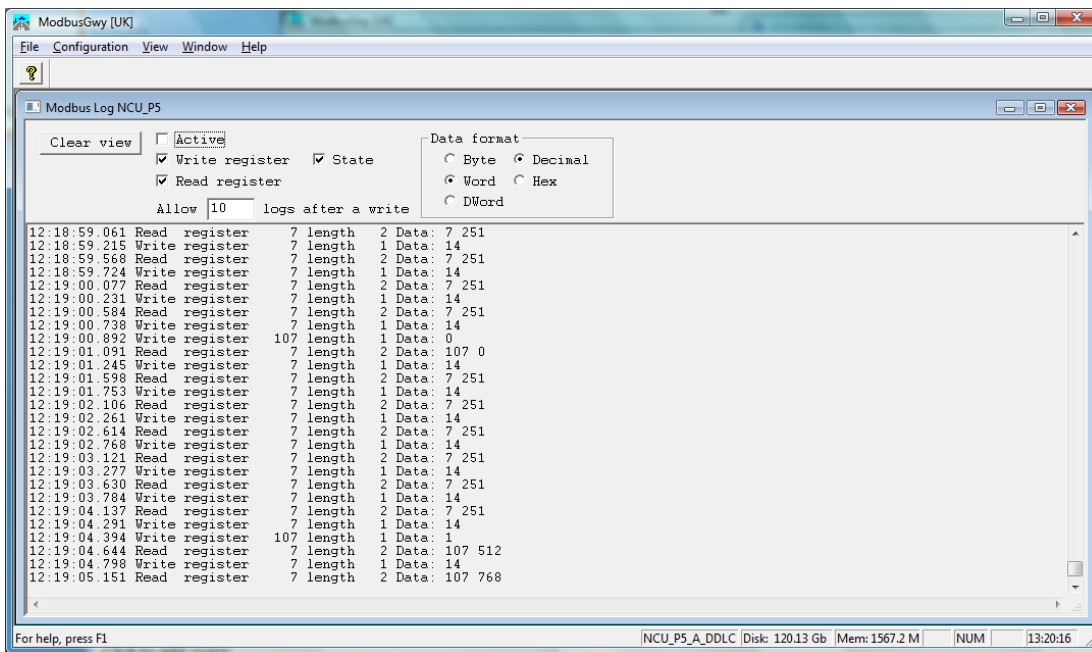 ModbusGwy [UK]
File Configuration View Window Help
Modbus Log NCU_P5
Clear view
Active
Write register State
Read register
Allow 10 logs after a write
Data format
Byte Decimal
Word Hex
DWord
12:18:59.061 Read register 7 length 2 Data: 7 251
12:18:59.215 Write register 7 length 1 Data: 14
12:18:59.568 Read register 7 length 2 Data: 7 251
12:18:59.724 Write register 7 length 1 Data: 14
12:19:00.077 Read register 7 length 2 Data: 7 251
12:19:00.231 Write register 7 length 1 Data: 14
12:19:00.584 Read register 7 length 2 Data: 7 251
12:19:00.738 Write register 7 length 1 Data: 14
12:19:00.892 Write register 107 length 1 Data: 0
12:19:01.091 Read register 7 length 2 Data: 107 0
12:19:01.245 Write register 7 length 1 Data: 14
12:19:01.598 Read register 7 length 2 Data: 7 251
12:19:01.753 Write register 7 length 1 Data: 14
12:19:02.106 Read register 7 length 2 Data: 7 251
12:19:02.261 Write register 7 length 1 Data: 14
12:19:02.614 Read register 7 length 2 Data: 7 251
12:19:02.768 Write register 7 length 1 Data: 14
12:19:03.121 Read register 7 length 2 Data: 7 251
12:19:03.277 Write register 7 length 1 Data: 14
12:19:03.630 Read register 7 length 2 Data: 7 251
12:19:03.784 Write register 7 length 1 Data: 14
12:19:04.137 Read register 7 length 2 Data: 7 251
12:19:04.291 Write register 7 length 1 Data: 14
12:19:04.394 Write register 107 length 1 Data: 1
12:19:04.644 Read register 7 length 2 Data: 107 512
12:19:04.798 Write register 7 length 1 Data: 14
12:19:05.151 Read register 7 length 2 Data: 107 768
For help, press F1 NCU_P5_A_DDLC Disk: 120.13 Gb Mem: 1567.2 M NUM 13:20:16